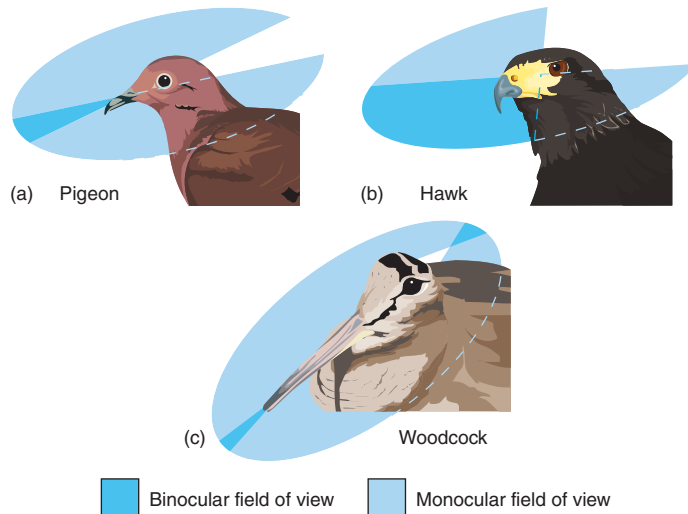 (a) Pigeon
(b) Hawk
(c) Woodcock
Binocular field of view
Monocular field of view